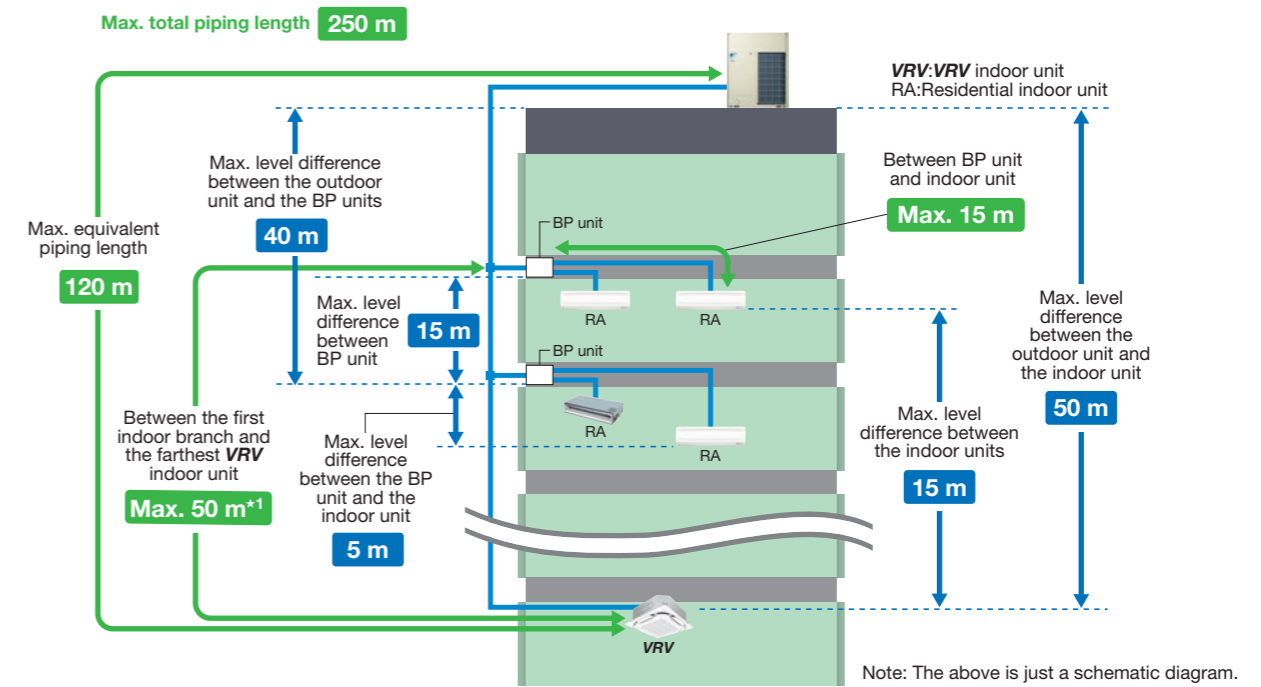 Max. total piping length 250 m
VRV:VRV indoor unit
RA:Residential indoor unit
Max. level difference
between the outdoor
unit and the BP units
40 m
Between BP unit
and indoor unit
Max. 15 m
Max. equivalent
piping length
120 m
BP unit
RA
RA
Max. level
difference
between
BP unit
15 m
BP unit
RA
RA
Max. level
difference
between the
outdoor unit and
the indoor unit
50 m
Between the first
indoor branch and
the farthest VRV
indoor unit
Max. 50 m*1
Max. level
difference
between the BP
unit and the
indoor unit
5 m
Max. level
difference between
the indoor units
15 m
VRV
Note: The above is just a schematic diagram.